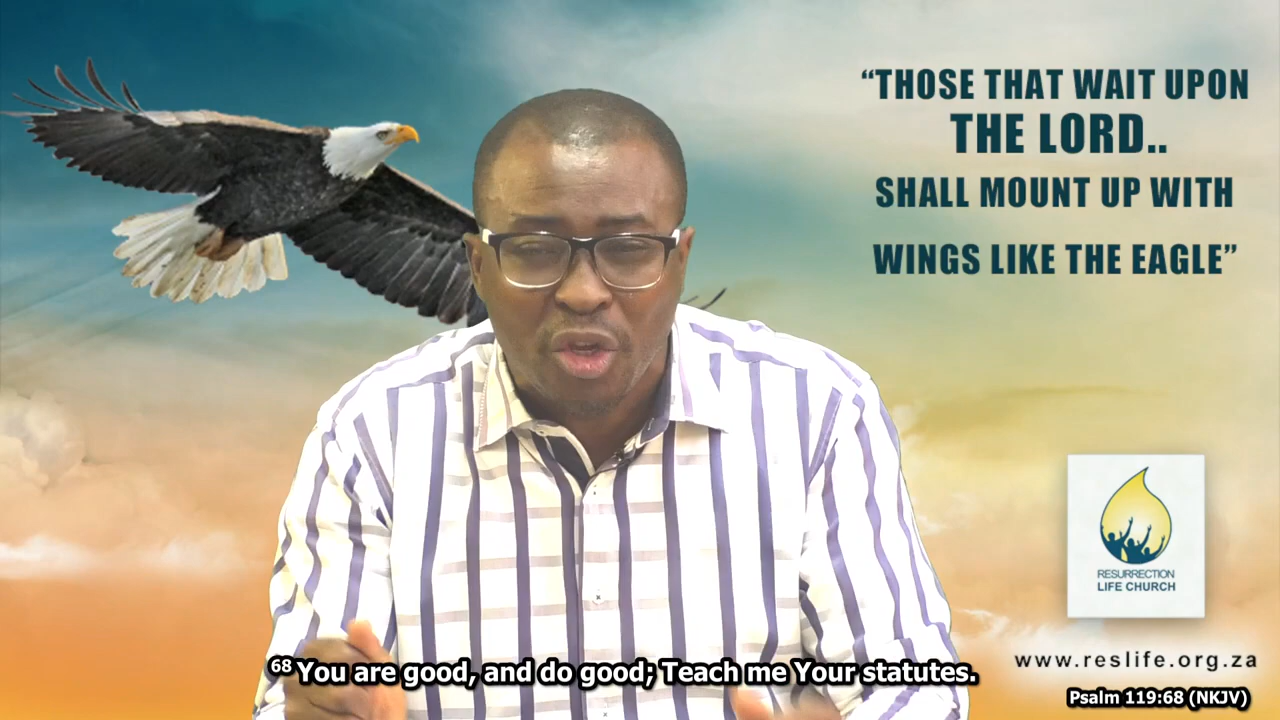 “THOSE THAT WAIT UPON
THE LORD..
SHALL MOUNT UP WITH
WINGS LIKE THE EAGLE”
RESURRECTION
LIFE CHURCH
www.reslife.org.za
68 You are good, and do good; Teach me Your statutes.
Psalm 119:68 (NKJV)